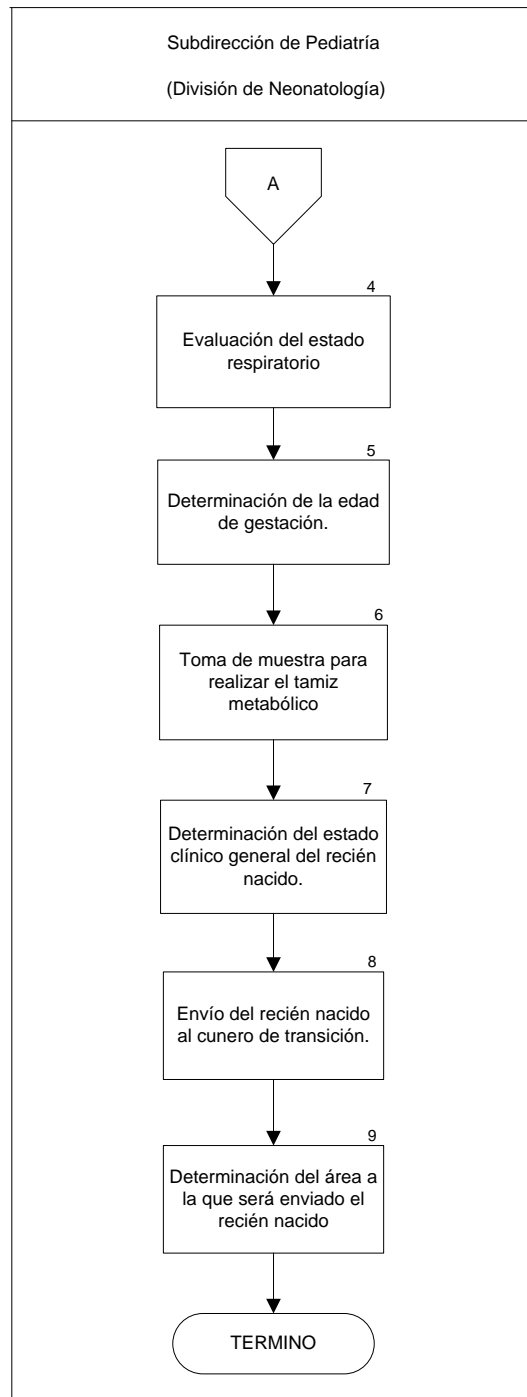 Subdirección de Pediatría
(División de Neonatología)
A
4
Evaluación del estado
respiratorio
5
Determinación de la edad
de gestación.
6
Toma de muestra para
realizar el tamiz
metabólico
7
Determinación del estado
clínico general del recién
nacido.
8
Envío del recién nacido
al cunero de transición.
9
Determinación del área a
la que será enviado el
recién nacido
TERMINO